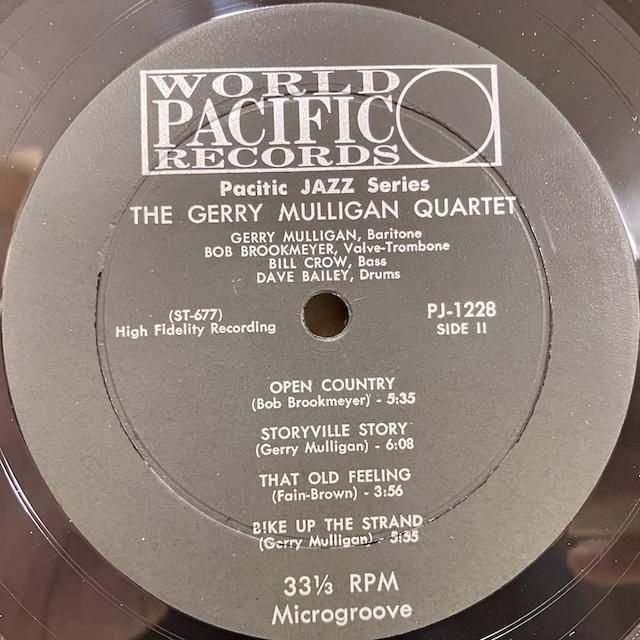 WORLD
PACIFIC
RECORDS
Pacitic JAZZ Series
THE GERRY MULLIGAN QUARTET
GERRY MULLIGAN, Baritone
BOB BROOKMEYER, Valve-Trombone
BILL CROW, Bass
DAVE BAILEY, Drums
(ST-677)
High Fidelity Recording
PJ-1228
SIDE II
OPEN COUNTRY
(Bob Brookmeyer) - 5:35
STORYVILLE STORY
(Gerry Mulligan) - 6:08
THAT OLD FEELING
(Fain-Brown) - 3:56
BIKE UP THE STRAND
(Gerry Mulligan) - 5:55
33⅓ RPM
Microgroove